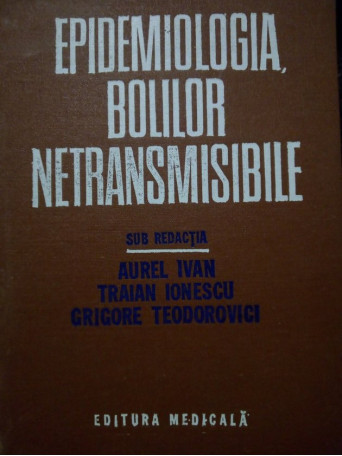 EPIDEMIOLOGIA
BOLILOR
NETRANSMISIBILE
SUB REDACȚIA
AUREL IVAN
TRAIAN IONESCU
GRIGORE TEODOROVICI
EDITURA MEDICALĂ